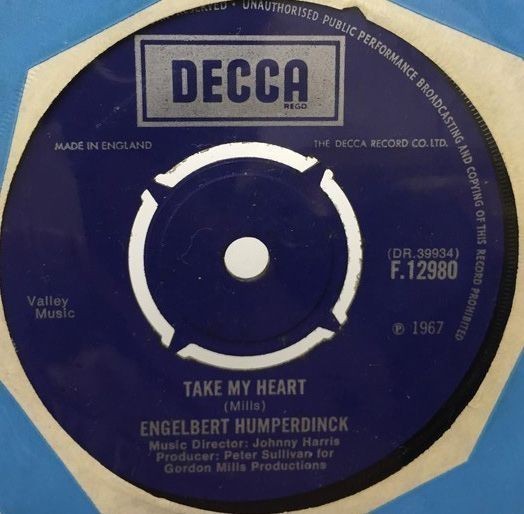 RESERVED · UNAUTHORISED PUBLIC PERFORMANCE BROADCASTING AND COPYING OF THIS RECORD PROHIBITED
DECCA
REGD
MADE IN ENGLAND
THE DECCA RECORD CO. LTD.
(DR.39934)
F.12980
Valley
Music
℗ 1967
TAKE MY HEART
(Mills)
ENGELBERT HUMPERDINCK
Music Director: Johnny Harris
Producer: Peter Sullivan for
Gordon Mills Productions